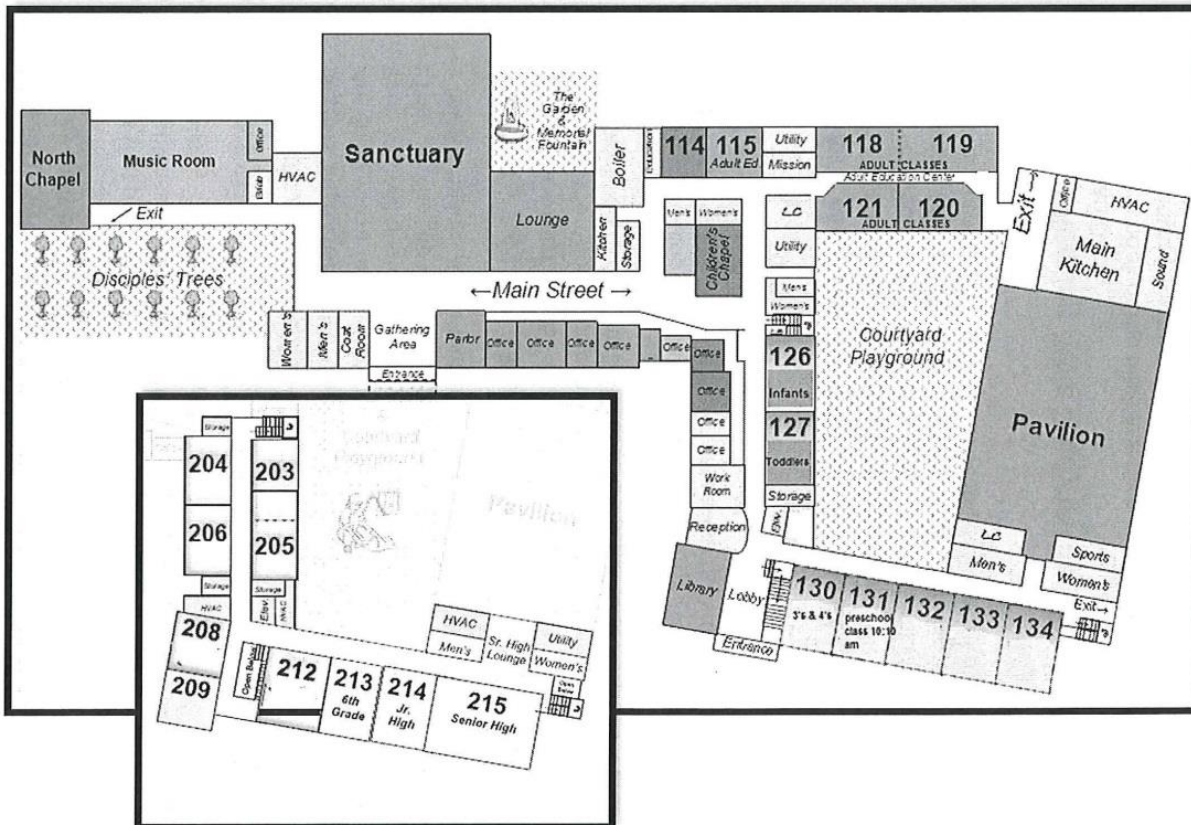 The
Garden
&
Memorial
Fountain
North
Chapel
Music Room
Office
HVAC
Sanctuary
Lounge
Boiler
Kitchen
Storage
Education
114
115
Adult Ed.
Utility
Mission
118
119
ADULT CLASSES
Adult Education Center
121
120
ADULT CLASSES
Exit →
Office
HVAC
Main
Kitchen
Sound
Exit
Disciples' Trees
←Main Street→
Men's
Women's
Children's
Chapel
Utility
Men's
Women's
Courtyard
Playground
Women's
Men's
Coat
Room
Gathering
Area
Entrance
Parlor
Office
Office
Office
Office
Office
Office
Office
Office
Office
Work
Room
Reception
Library
Lobby
Entrance
126
Infants
127
Toddlers
Storage
Elev.
Pavilion
LC
Men's
Sports
Women's
Exit→
130
3's & 4's
131
preschool
class 10:10
am
132
133
134
Storage
204
203
206
205
Storage
Storage
HVAC
Elev.
HVAC
208
209
Open Below
212
213
6th
Grade
214
Jr.
High
215
Senior High
HVAC
Men's
Sr. High
Lounge
Utility
Women's
Open
Below
Playground
Pavilion